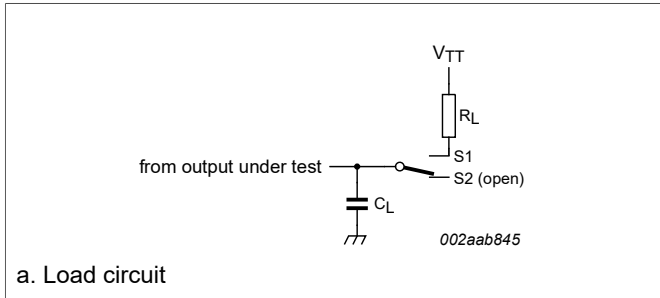 VTT
RL
S1
from output under test
S2 (open)
CL
002aab845
a. Load circuit